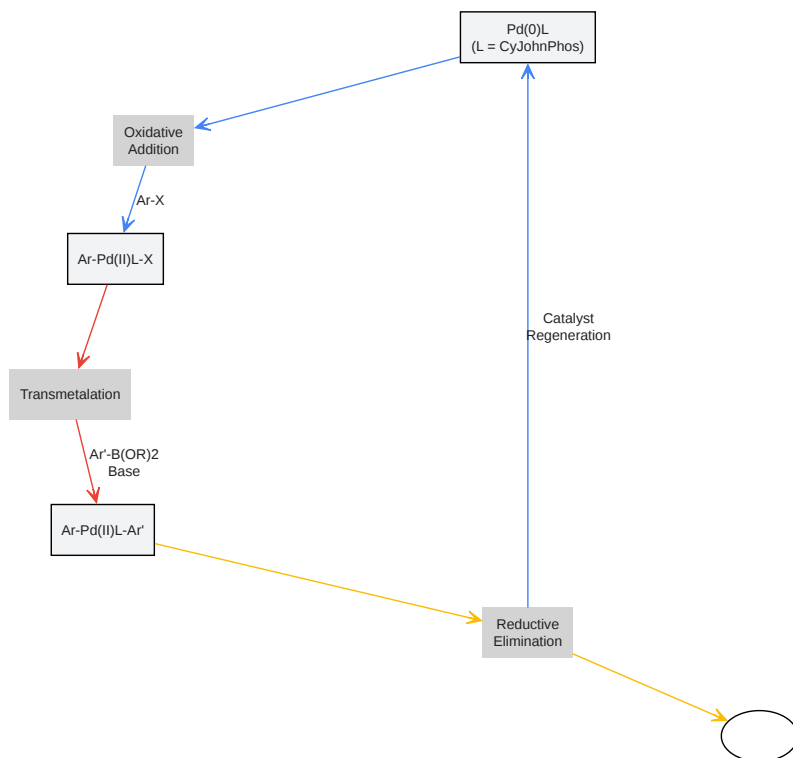 Pd(0)L
(L = CyJohnPhos)
Oxidative
Addition
Ar-X
Ar-Pd(II)L-X
Catalyst
Regeneration
Transmetalation
Ar'-B(OR)2
Base
Ar-Pd(II)L-Ar'
Reductive
Elimination